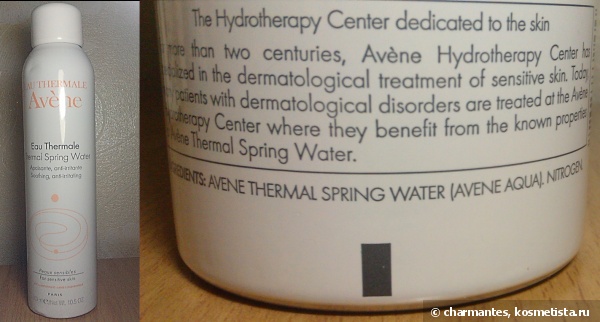 EAU THERMALE
Avène
Eau Thermale
Thermal Spring Water
Apaisante, anti-irritante
Soothing, anti-irritating
Peaux sensibles
For sensitive skin
PARIS
The Hydrotherapy Center dedicated to the skin
more than two centuries, Avène Hydrotherapy Center has
in the dermatological treatment of sensitive skin. Today
patients with dermatological disorders are treated at the Avène
Center where they benefit from the known properties
Avène Thermal Spring Water.
INGREDIENTS: AVENE THERMAL SPRING WATER (AVENE AQUA). NITROGEN.
© charmantes, kosmetista.ru